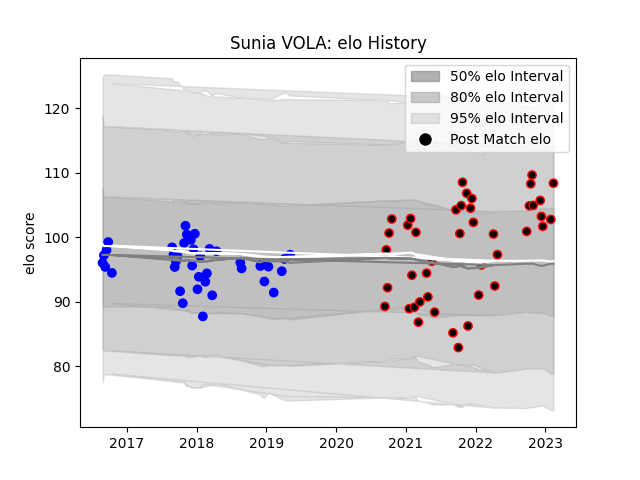 Sunia VOLA: elo History
50% elo Interval
80% elo Interval
95% elo Interval
Post Match elo
elo score
120
110
100
90
80
2017 2018 2019 2020 2021 2022 2023